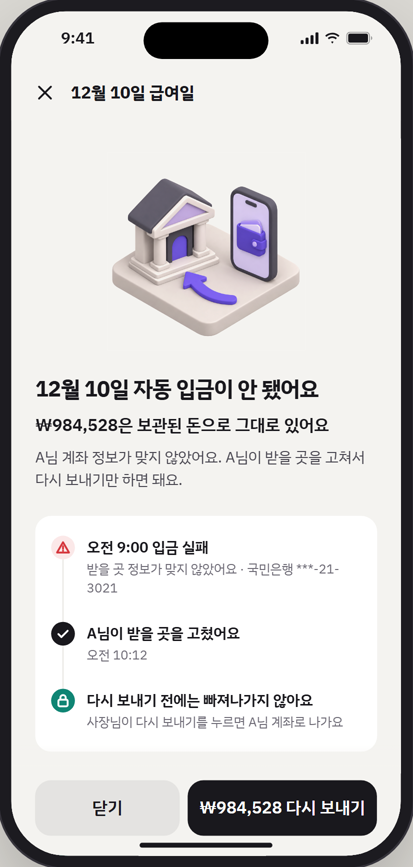 9:41
12월 10일 급여일
12월 10일 자동 입금이 안 됐어요
₩984,528은 보관된 돈으로 그대로 있어요
A님 계좌 정보가 맞지 않았어요. A님이 받을 곳을 고쳐서
다시 보내기만 하면 돼요.
오전 9:00 입금 실패
받을 곳 정보가 맞지 않았어요 · 국민은행 ***-21-
3021
A님이 받을 곳을 고쳤어요
오전 10:12
다시 보내기 전에는 빠져나가지 않아요
사장님이 다시 보내기를 누르면 A님 계좌로 나가요
닫기
₩984,528 다시 보내기